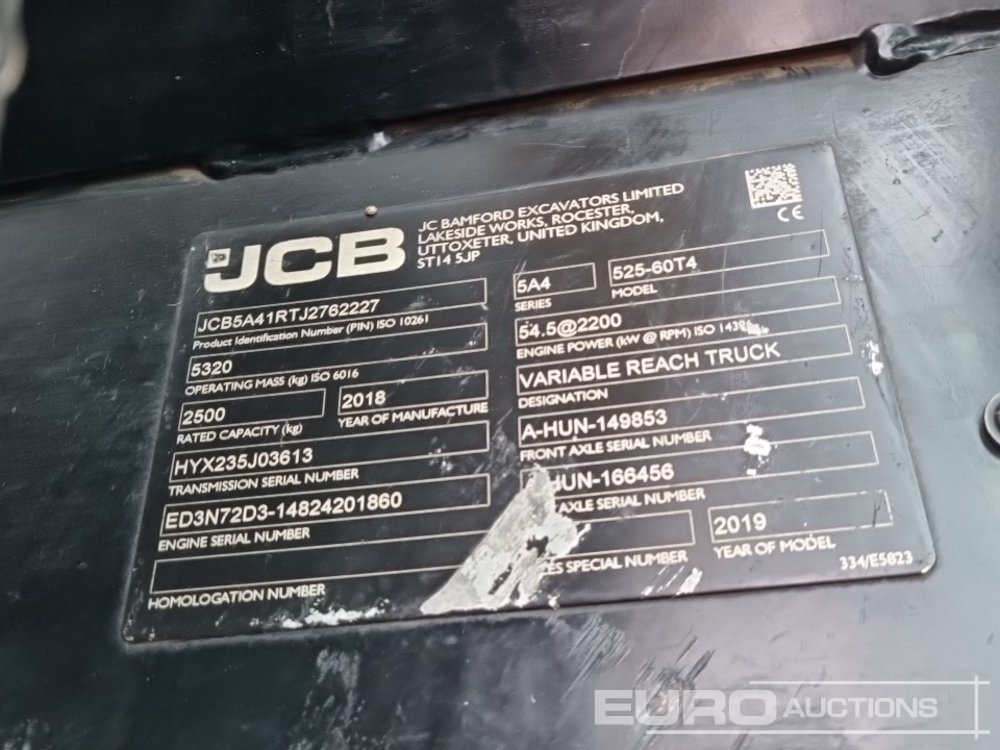 JCB
JC BAMFORD EXCAVATORS LIMITED
LAKESIDE WORKS, ROCESTER,
UTTOXETER, UNITED KINGDOM,
ST14 5JP
CE
JCB5A41RTJ2762227
Product Identification Number (PIN) ISO 10261
5320
OPERATING MASS (kg) ISO 6016
2500
RATED CAPACITY (kg)
2018
YEAR OF MANUFACTURE
HYX235J03613
TRANSMISSION SERIAL NUMBER
ED3N72D3-14824201860
ENGINE SERIAL NUMBER
HOMOLOGATION NUMBER
5A4
SERIES
525-60T4
MODEL
54.5@2200
ENGINE POWER (kW @ RPM) ISO
VARIABLE REACH TRUCK
DESIGNATION
A-HUN-149853
FRONT AXLE SERIAL NUMBER
HUN-166456
AXLE SERIAL NUMBER
SPECIAL NUMBER
2019
YEAR OF MODEL
334/E5823
EURO AUCTIONS